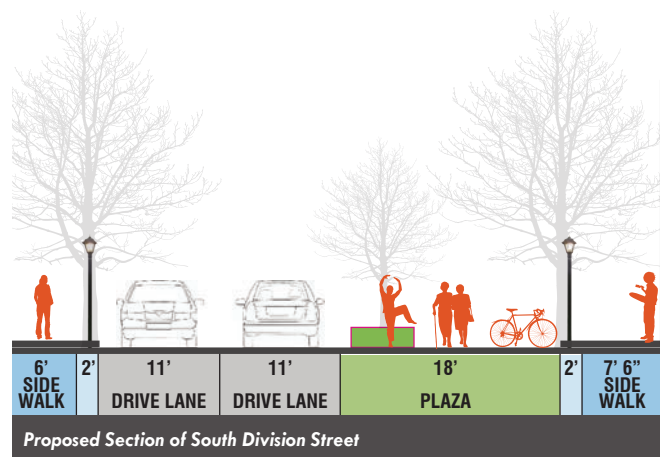 6’ 2’ 11’ 11’ 18’ 2’ 7’ 6”
SIDE SIDE
WALK DRIVE LANE DRIVE LANE PLAZA WALK
Proposed Section of South Division Street